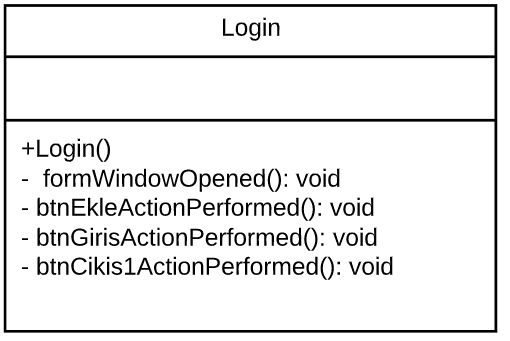 Login
+Login()
-  formWindowOpened(): void
- btnEkleActionPerformed(): void
- btnGirisActionPerformed(): void
- btnCikis1ActionPerformed(): void